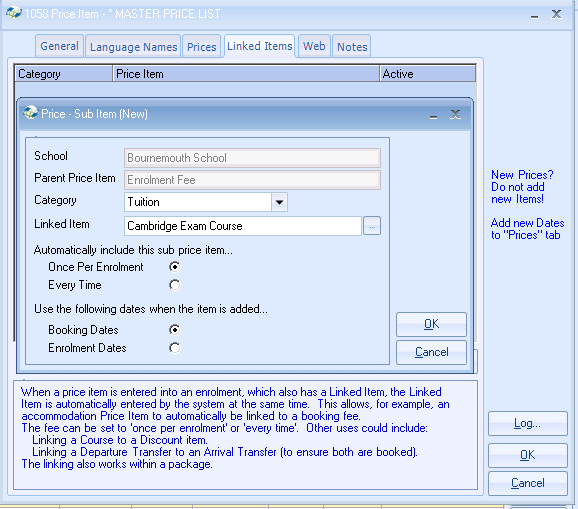 1058 Price Item - * MASTER PRICE LIST
General Language Names Prices Linked Items Web Notes
Category Price Item Active
Price - Sub Item (New)
School Bournemouth School
Parent Price Item Enrolment Fee
Category Tuition
Linked Item Cambridge Exam Course ...
Automatically include this sub price item...
Once Per Enrolment
Every Time
Use the following dates when the item is added...
Booking Dates
Enrolment Dates
OK
Cancel
New Prices?
Do not add
new Items!
Add new Dates
to "Prices" tab
When a price item is entered into an enrolment, which also has a Linked Item, the Linked
Item is automatically entered by the system at the same time. This allows, for example, an
accommodation Price Item to automatically be linked to a booking fee.
The fee can be set to 'once per enrolment' or 'every time'. Other uses could include:
Linking a Course to a Discount item.
Linking a Departure Transfer to an Arrival Transfer (to ensure both are booked).
The linking also works within a package.
Log...
OK
Cancel